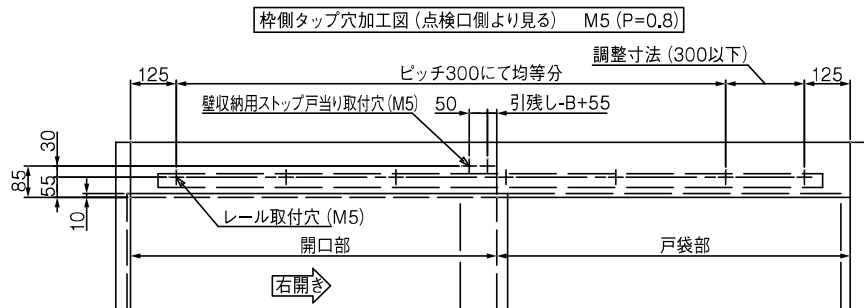 枠側タップ穴加工図 (点検口側より見る) M5 (P=0.8)
調整寸法 (300以下)
125 ピッチ300にて均等分 125
壁収納用ストップ戸当り取付穴 (M5) 50 引残し-B+55
30
85
55
10
レール取付穴 (M5)
開口部 戸袋部
右開き